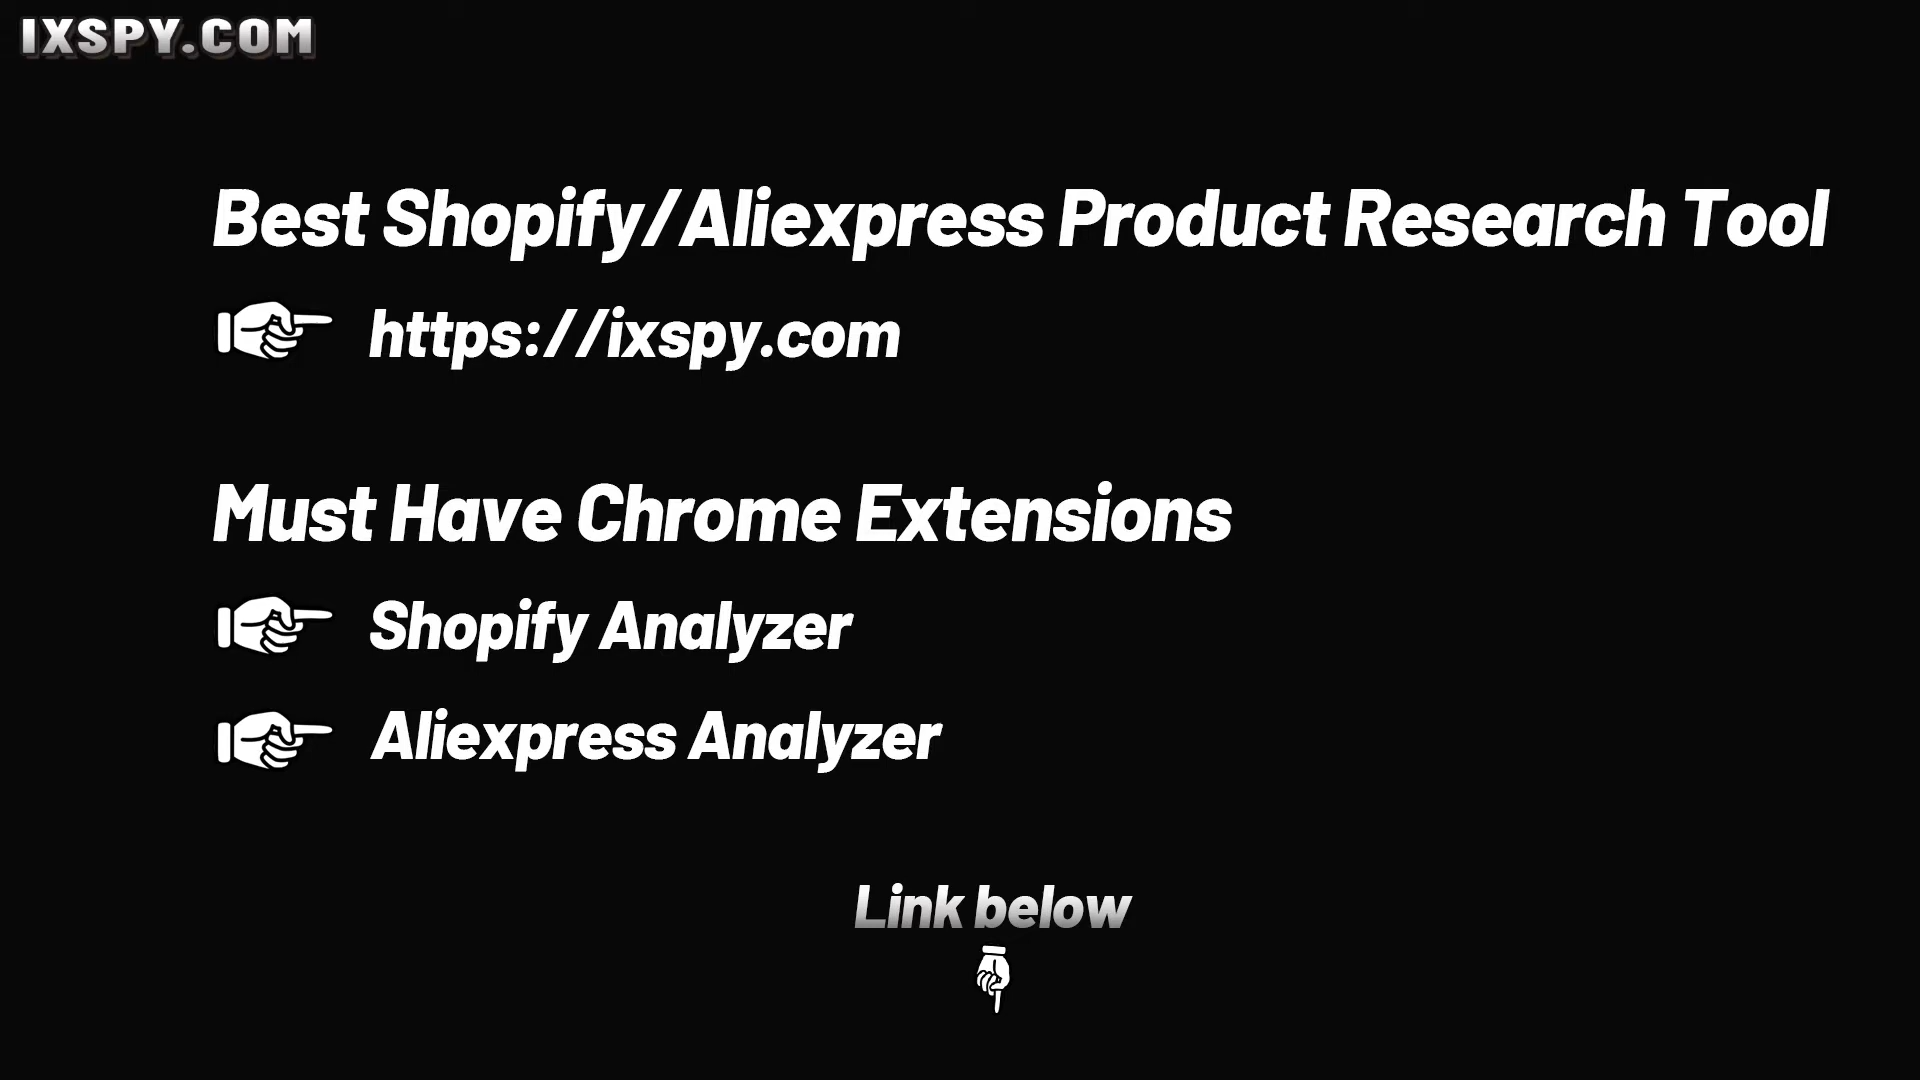 IXSPY.COM
Best Shopify/Aliexpress Product Research Tool
https://ixspy.com
Must Have Chrome Extensions
Shopify Analyzer
Aliexpress Analyzer
Link below